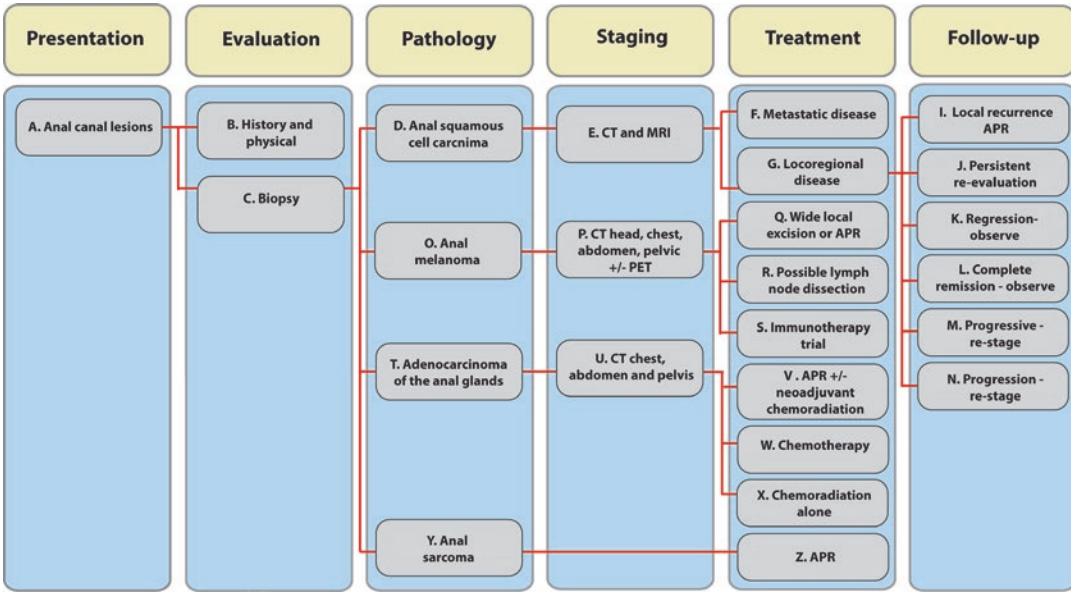 Presentation
Evaluation
Pathology
Staging
Treatment
Follow-up
A. Anal canal lesions
B. History and
physical
C. Biopsy
D. Anal squamous
cell carcnima
O. Anal
melanoma
T. Adenocarcinoma
of the anal glands
Y. Anal
sarcoma
E. CT and MRI
P. CT head, chest,
abdomen, pelvic
+/- PET
U. CT chest,
abdomen and pelvis
F. Metastatic disease
G. Locoregional
disease
Q. Wide local
excision or APR
R. Possible lymph
node dissection
S. Immunotherapy
trial
V . APR +/-
neoadjuvant
chemoradiation
W. Chemotherapy
X. Chemoradiation
alone
Z. APR
I. Local recurrence
APR
J. Persistent
re-evaluation
K. Regression-
observe
L. Complete
remission - observe
M. Progressive -
re-stage
N. Progression -
re-stage